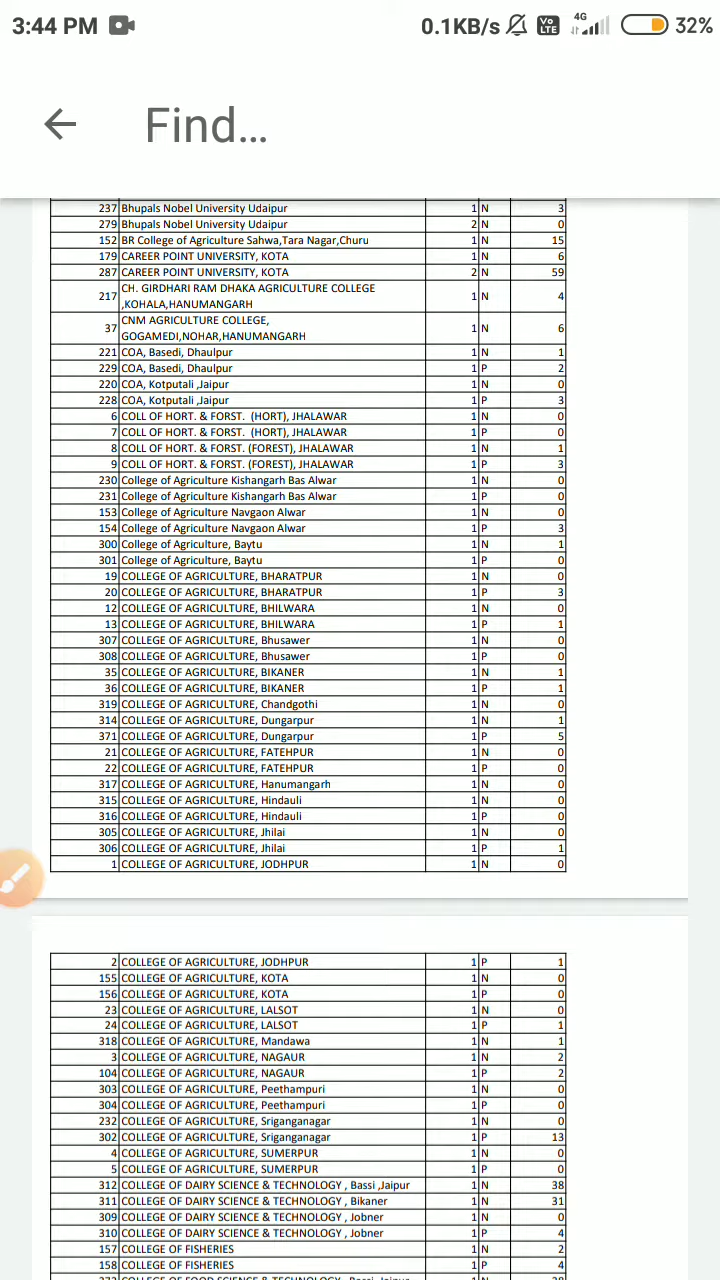 3:44 PM 0.1KB/s Vo LTE 4G 32%
Find...
237 Bhupals Nobel University Udaipur 1 N 3
279 Bhupals Nobel University Udaipur 2 N 0
152 BR College of Agriculture Sahwa,Tara Nagar,Churu 1 N 15
179 CAREER POINT UNIVERSITY, KOTA 1 N 6
287 CAREER POINT UNIVERSITY, KOTA 2 N 59
CH. GIRDHARI RAM DHAKA AGRICULTURE COLLEGE
217 ,KOHALA,HANUMANGARH 1 N 4
CNM AGRICULTURE COLLEGE,
37 GOGAMEDI,NOHAR,HANUMANGARH 1 N 6
221 COA, Basedi, Dhaulpur 1 N 1
229 COA, Basedi, Dhaulpur 1 P 2
220 COA, Kotputali ,Jaipur 1 N 0
228 COA, Kotputali ,Jaipur 1 P 3
6 COLL OF HORT. & FORST. (HORT), JHALAWAR 1 N 0
7 COLL OF HORT. & FORST. (HORT), JHALAWAR 1 P 0
8 COLL OF HORT. & FORST. (FOREST), JHALAWAR 1 N 1
9 COLL OF HORT. & FORST. (FOREST), JHALAWAR 1 P 3
230 College of Agriculture Kishangarh Bas Alwar 1 N 0
231 College of Agriculture Kishangarh Bas Alwar 1 P 0
153 College of Agriculture Navgaon Alwar 1 N 0
154 College of Agriculture Navgaon Alwar 1 P 3
300 College of Agriculture, Baytu 1 N 1
301 College of Agriculture, Baytu 1 P 0
19 COLLEGE OF AGRICULTURE, BHARATPUR 1 N 0
20 COLLEGE OF AGRICULTURE, BHARATPUR 1 P 3
12 COLLEGE OF AGRICULTURE, BHILWARA 1 N 0
13 COLLEGE OF AGRICULTURE, BHILWARA 1 P 1
307 COLLEGE OF AGRICULTURE, Bhusawer 1 N 0
308 COLLEGE OF AGRICULTURE, Bhusawer 1 P 0
35 COLLEGE OF AGRICULTURE, BIKANER 1 N 1
36 COLLEGE OF AGRICULTURE, BIKANER 1 P 1
319 COLLEGE OF AGRICULTURE, Chandgothi 1 N 0
314 COLLEGE OF AGRICULTURE, Dungarpur 1 N 1
371 COLLEGE OF AGRICULTURE, Dungarpur 1 P 5
21 COLLEGE OF AGRICULTURE, FATEHPUR 1 N 0
22 COLLEGE OF AGRICULTURE, FATEHPUR 1 P 0
317 COLLEGE OF AGRICULTURE, Hanumangarh 1 N 0
315 COLLEGE OF AGRICULTURE, Hindauli 1 N 0
316 COLLEGE OF AGRICULTURE, Hindauli 1 P 0
305 COLLEGE OF AGRICULTURE, Jhilai 1 N 0
306 COLLEGE OF AGRICULTURE, Jhilai 1 P 1
1 COLLEGE OF AGRICULTURE, JODHPUR 1 N 0
2 COLLEGE OF AGRICULTURE, JODHPUR 1 P 1
155 COLLEGE OF AGRICULTURE, KOTA 1 N 0
156 COLLEGE OF AGRICULTURE, KOTA 1 P 0
23 COLLEGE OF AGRICULTURE, LALSOT 1 N 0
24 COLLEGE OF AGRICULTURE, LALSOT 1 P 1
318 COLLEGE OF AGRICULTURE, Mandawa 1 N 1
3 COLLEGE OF AGRICULTURE, NAGAUR 1 N 2
104 COLLEGE OF AGRICULTURE, NAGAUR 1 P 2
303 COLLEGE OF AGRICULTURE, Peethampuri 1 N 0
304 COLLEGE OF AGRICULTURE, Peethampuri 1 P 0
232 COLLEGE OF AGRICULTURE, Sriganganagar 1 N 0
302 COLLEGE OF AGRICULTURE, Sriganganagar 1 P 13
4 COLLEGE OF AGRICULTURE, SUMERPUR 1 N 0
5 COLLEGE OF AGRICULTURE, SUMERPUR 1 P 0
312 COLLEGE OF DAIRY SCIENCE & TECHNOLOGY , Bassi ,Jaipur 1 N 38
311 COLLEGE OF DAIRY SCIENCE & TECHNOLOGY , Bikaner 1 N 31
309 COLLEGE OF DAIRY SCIENCE & TECHNOLOGY , Jobner 1 N 0
310 COLLEGE OF DAIRY SCIENCE & TECHNOLOGY , Jobner 1 P 4
157 COLLEGE OF FISHERIES 1 N 2
158 COLLEGE OF FISHERIES 1 P 4